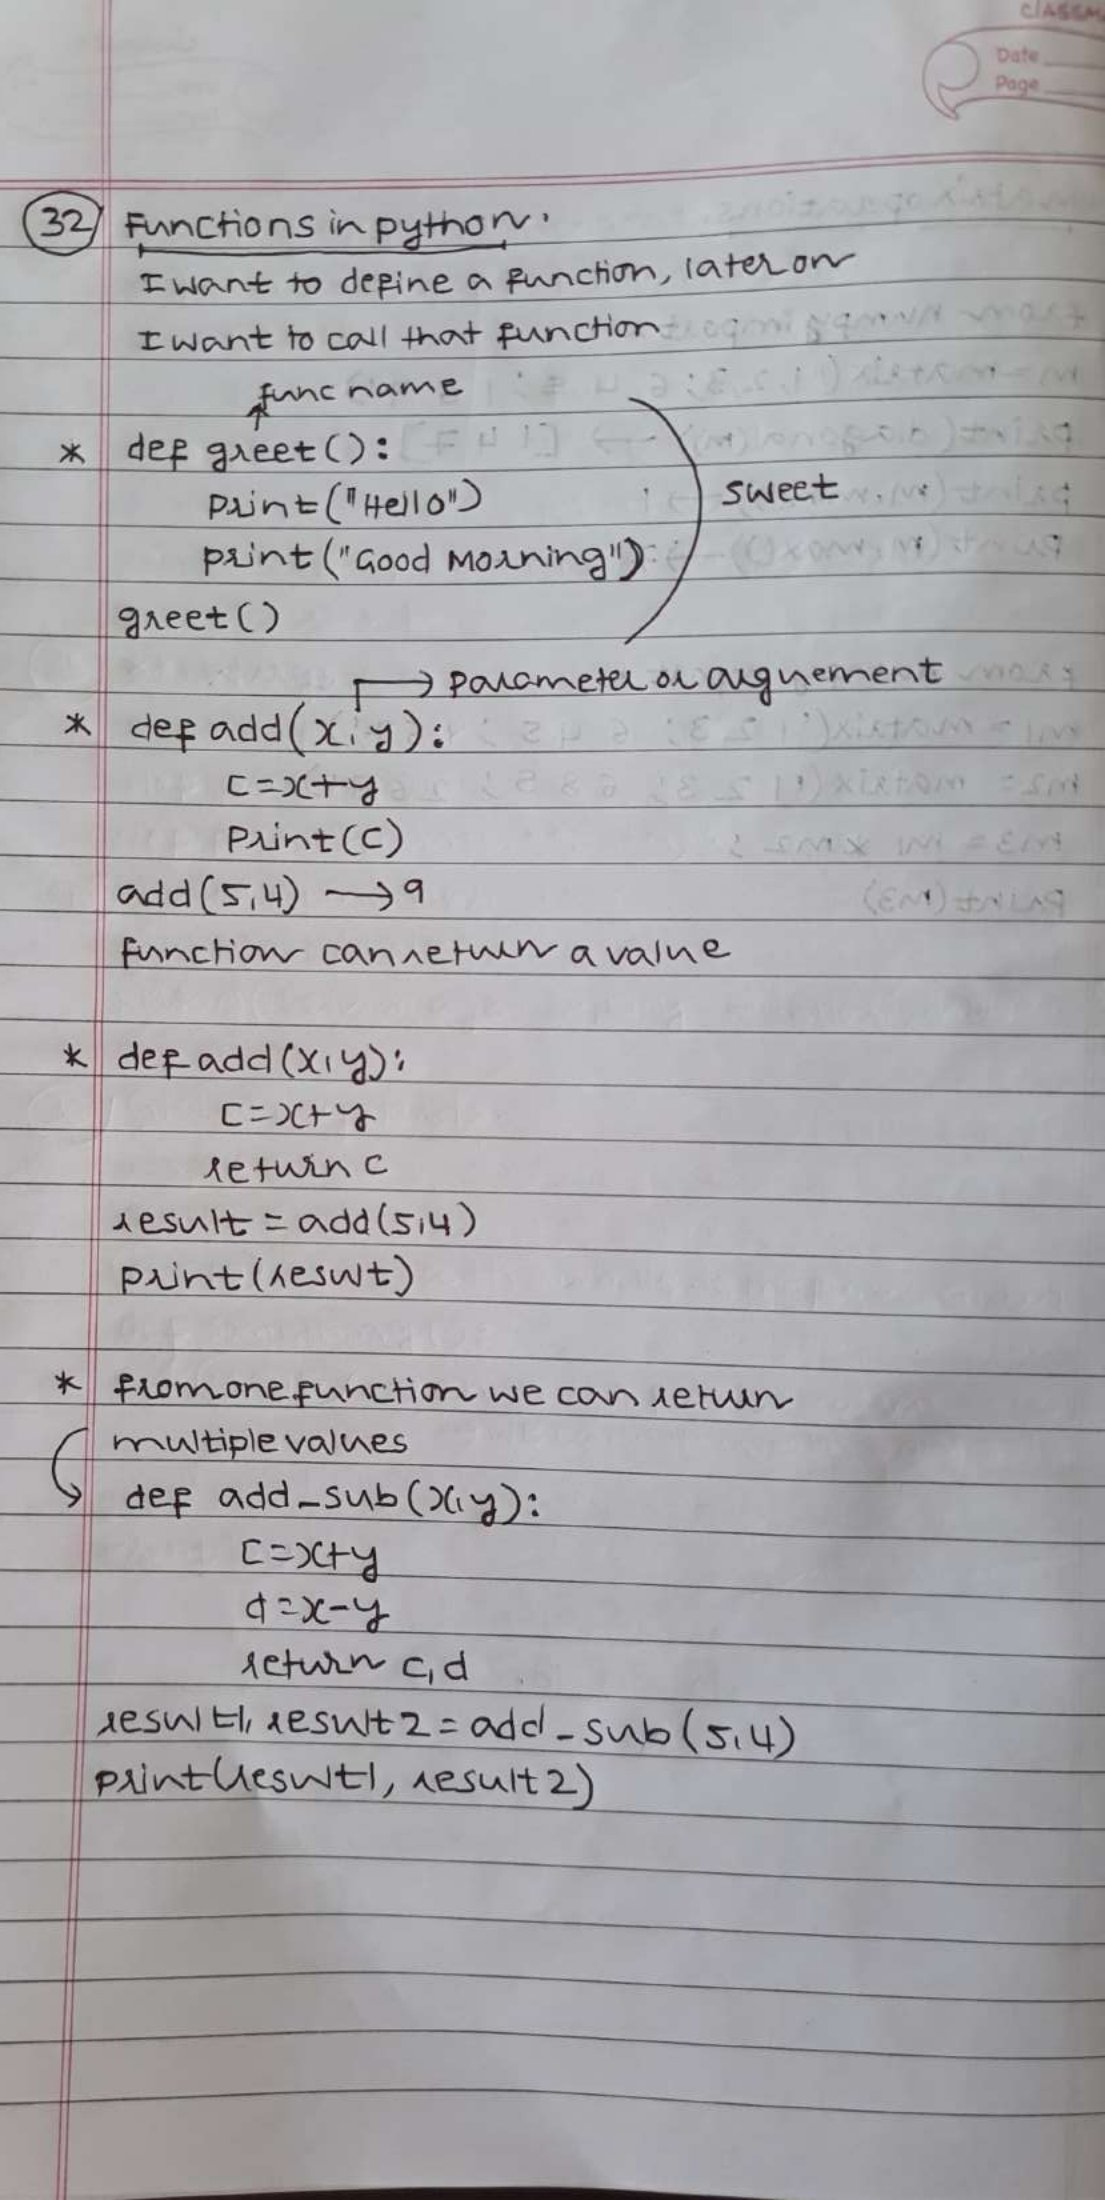 classm
Date
Page
32 Functions in python.
I want to define a function, later on
I want to call that function
func name
* def greet():
print("Hello")
print("Good Morning")
sweet
greet()
parameter or arguement
* def add(x,y):
c=x+y
Print(c)
add(5,4) → 9
function can return a value
* def add(x,y):
c=x+y
return c
result = add(5,4)
print(result)
* from one function we can return
multiple values
def add_sub(x,y):
c=x+y
d=x-y
return c,d
result1, result2 = add_sub(5,4)
print(result1, result2)